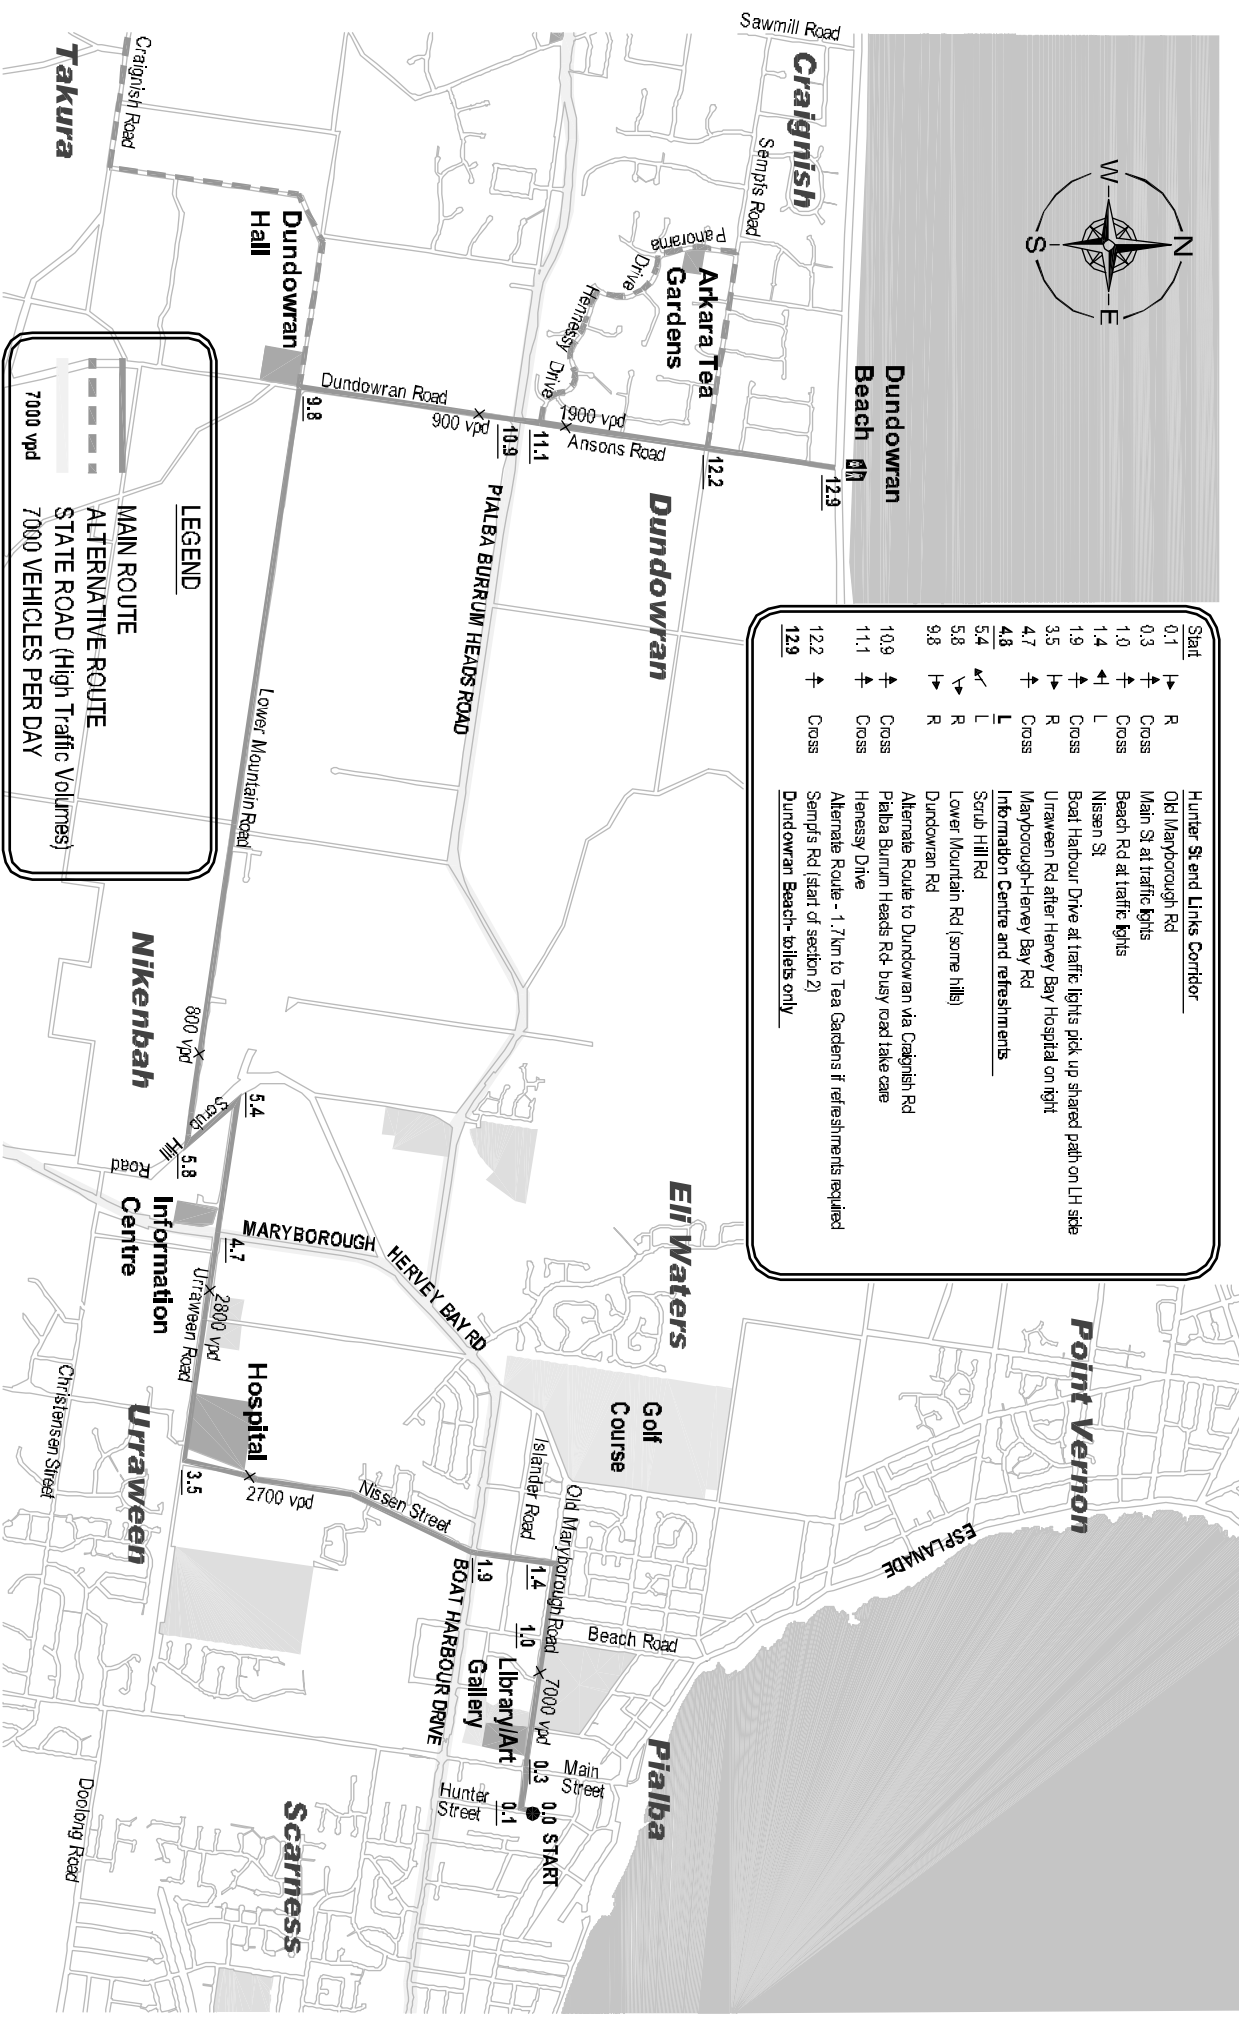 Start Hunter St end Links Corridor
0.1 R Old Maryborough Rd
0.3 Cross Main St at traffic lights
1.0 Cross Beach Rd at traffic lights
1.4 L Nissen St
1.9 Cross Boat Harbour Drive at traffic lights pick up shared path on LH side
3.5 R Urraween Rd after Hervey Bay Hospital on right
4.7 Cross Maryborough-Hervey Bay Rd
4.8 L Information Centre and refreshments
5.4 L Scrub Hill Rd
5.8 R Lower Mountain Rd (some hills)
9.8 R Dundowran Rd
Alternate Route to Dundowran via Craignish Rd
10.9 Cross Pialba Burrum Heads Rd- busy road take care
11.1 Cross Henessy Drive
Alternate Route - 1.7km to Tea Gardens if refreshments required
12.2 Cross Sempfs Rd (start of section 2)
12.9 Dundowran Beach- toilets only
N
W
E
S
Sawmill Road
Craignish
Sempfs Road
Dundowran
Beach
12.9
Panorama
Drive
Arkara Tea
Gardens
Hennessy Drive
12.2
Ansons Road
1900 vpd
11.1
10.9
900 vpd
Dundowran Road
Dundowran
PIALBA BURRUM HEADS ROAD
Takura
Craignish Road
Dundowran
Hall
9.8
Lower Mountain Road
LEGEND
MAIN ROUTE
ALTERNATIVE ROUTE
STATE ROAD (High Traffic Volumes)
7000 vpd
7000 VEHICLES PER DAY
Nikenbah
800 vpd
Scrub
Hill
Road
5.4
5.8
Information
Centre
4.7
MARYBOROUGH
HERVEY BAY RD
Eli Waters
Urraween Road
2800 vpd
Christensen Street
Urraween
Hospital
3.5
2700 vpd
Nissen Street
Golf
Course
Islander Road
Old Maryborough Road
1.4
1.9
1.0
BOAT HARBOUR DRIVE
Beach Road
Library/Art
Gallery
7000 vpd
Point Vernon
ESPLANADE
Pialba
Main
Street
0.3
0.0 START
0.1
Hunter
Street
Scarness
Doolong Road